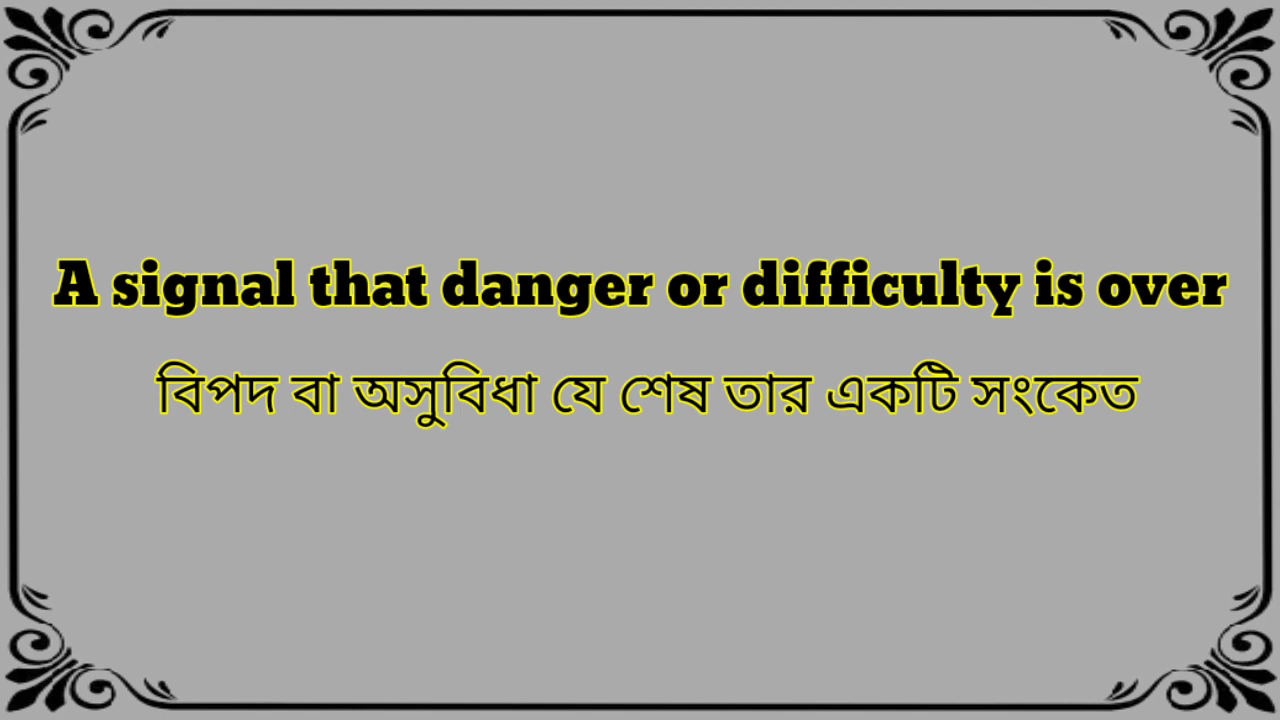 A signal that danger or difficulty is over
বিপদ বা অসুবিধা যে শেষ তার একটি সংকেত